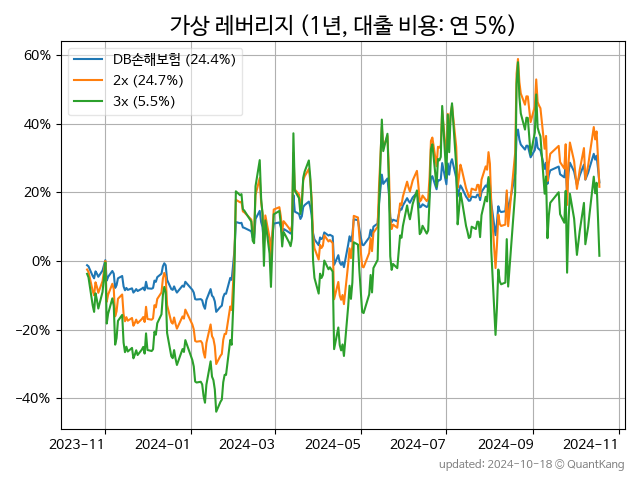 가상 레버리지 (1년, 대출 비용: 연 5%)
DB손해보험 (24.4%)
2x (24.7%)
3x (5.5%)
60%
40%
20%
0%
−20%
−40%
2023-11 2024-01 2024-03 2024-05 2024-07 2024-09 2024-11
updated: 2024-10-18 © QuantKang